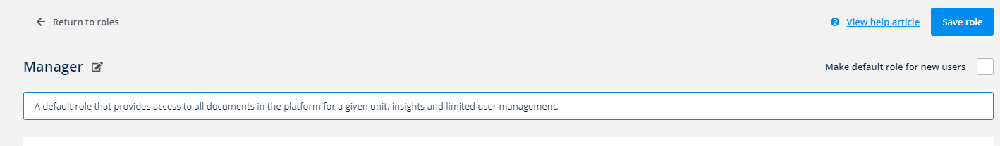 Return to roles
View help article
Save role
Manager
Make default role for new users
A default role that provides access to all documents in the platform for a given unit, insights and limited user management.